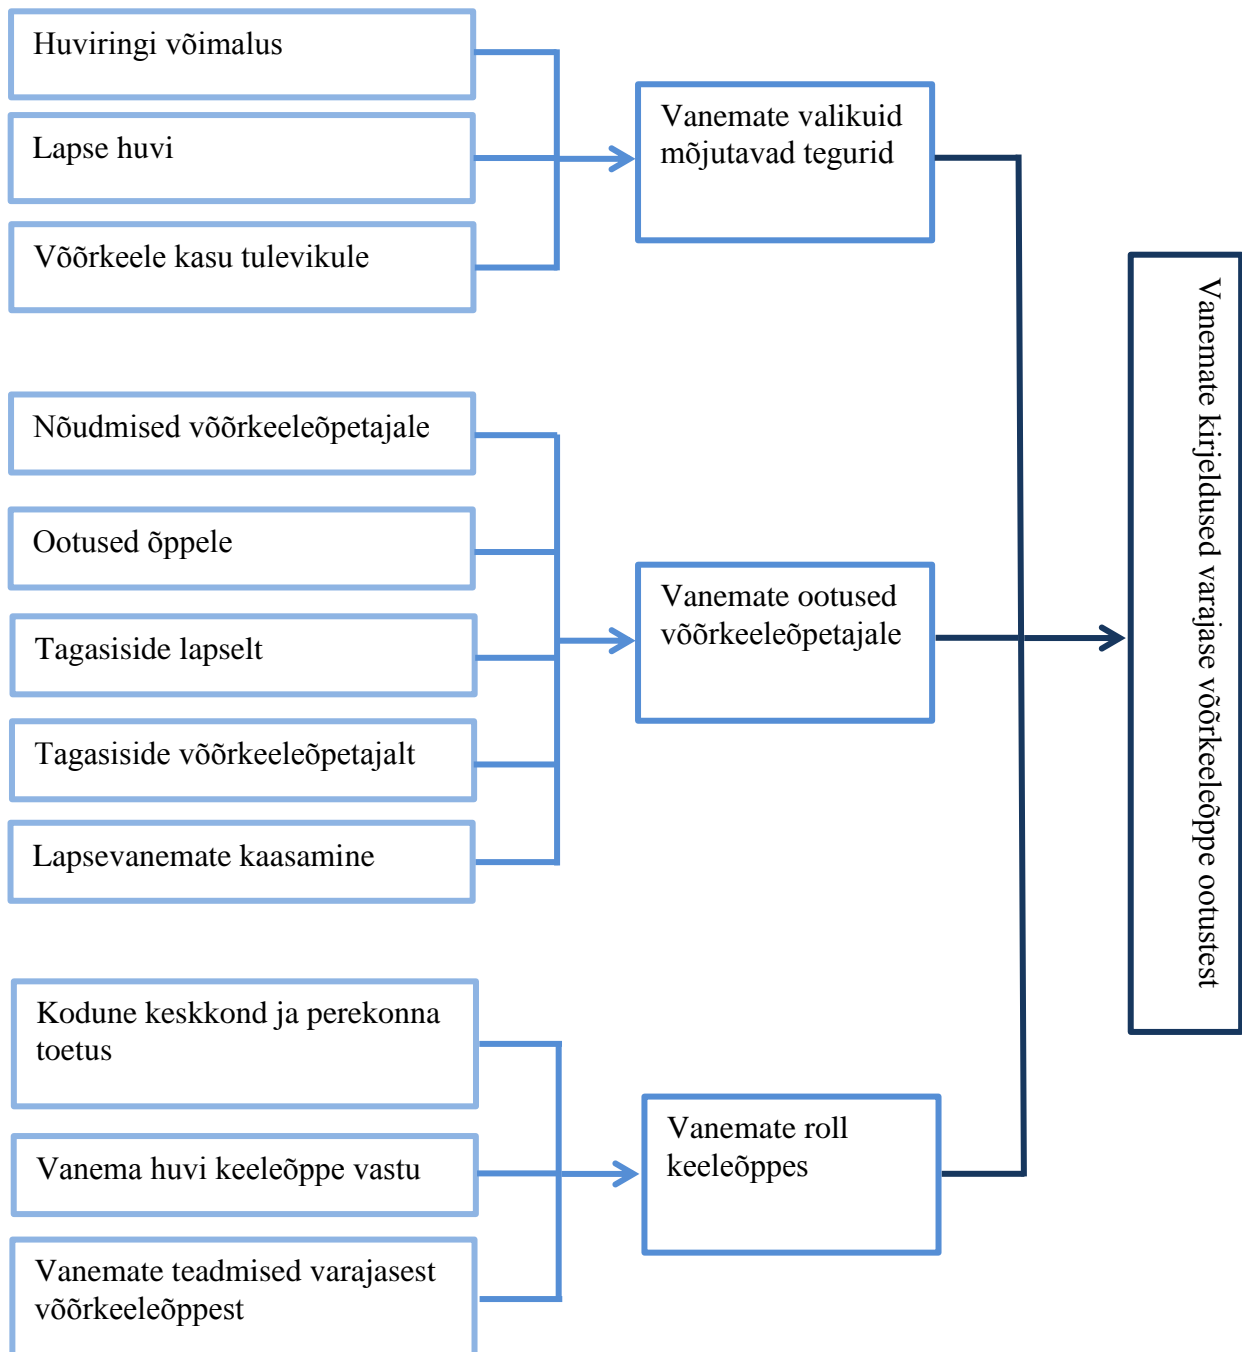 Huviringi võimalus
Lapse huvi
Võõrkeele kasu tulevikule
Vanemate valikuid
mõjutavad tegurid
Nõudmised võõrkeeleõpetajale
Ootused õppele
Tagasiside lapselt
Tagasiside võõrkeeleõpetajalt
Lapsevanemate kaasamine
Vanemate ootused
võõrkeeleõpetajale
Kodune keskkond ja perekonna
toetus
Vanema huvi keeleõppe vastu
Vanemate teadmised varajasest
võõrkeeleõppest
Vanemate roll
keeleõppes
Vanemate kirjeldused varajase võõrkeeleõppe ootustest